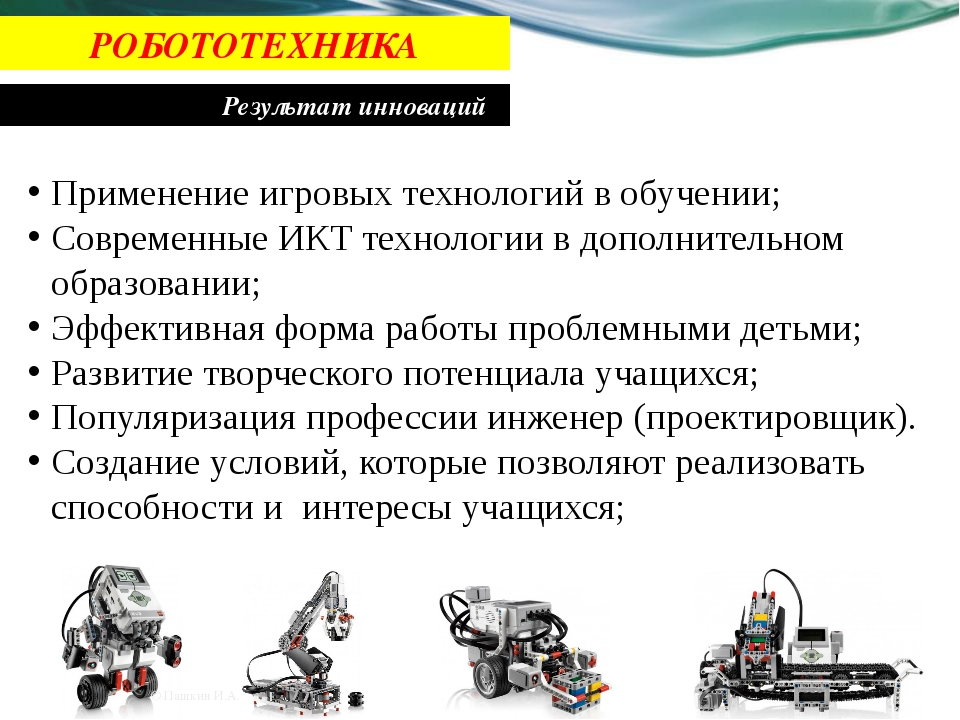 РОБОТОТЕХНИКА
Результат инноваций
• Применение игровых технологий в обучении;
• Современные ИКТ технологии в дополнительном
образовании;
• Эффективная форма работы проблемными детьми;
• Развитие творческого потенциала учащихся;
• Популяризация профессии инженер (проектировщик).
• Создание условий, которые позволяют реализовать
способности и  интересы учащихся;
© Пашкин И.А.